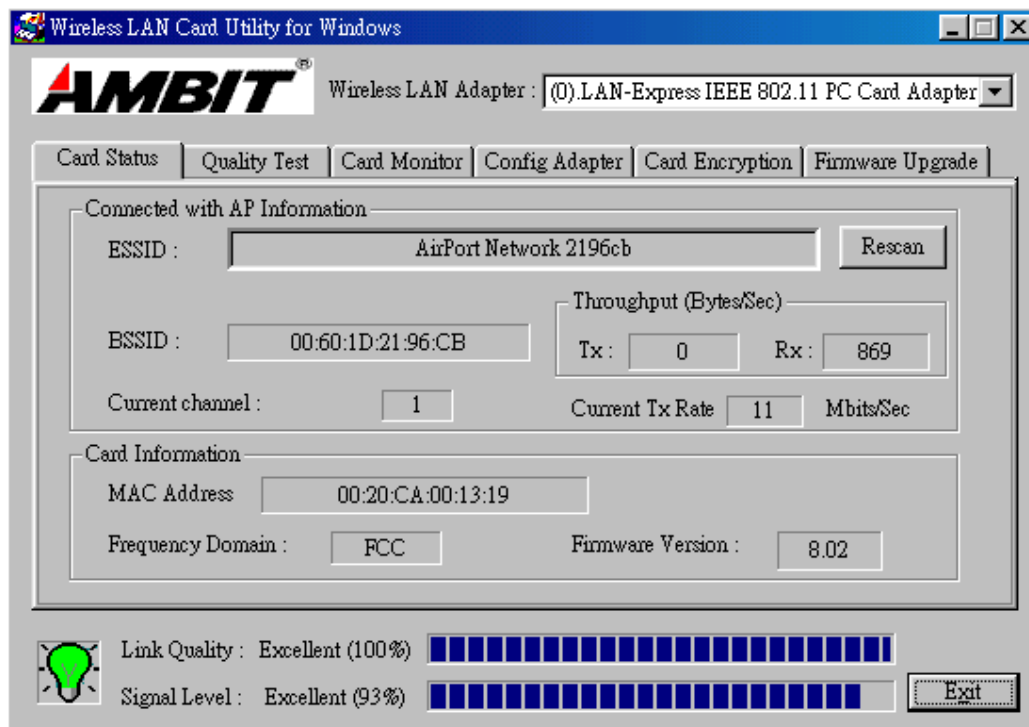 Wireless LAN Card Utility for Windows
AMBIT®
Wireless LAN Adapter : (0).LAN-Express IEEE 802.11 PC Card Adapter
Card Status Quality Test Card Monitor Config Adapter Card Encryption Firmware Upgrade
Connected with AP Information
ESSID : AirPort Network 2196cb Rescan
Throughput (Bytes/Sec)
BSSID : 00:60:1D:21:96:CB Tx : 0 Rx : 869
Current channel : 1 Current Tx Rate 11 Mbits/Sec
Card Information
MAC Address 00:20:CA:00:13:19
Frequency Domain : FCC Firmware Version : 8.02
Link Quality : Excellent (100%)
Signal Level : Excellent (93%) Exit